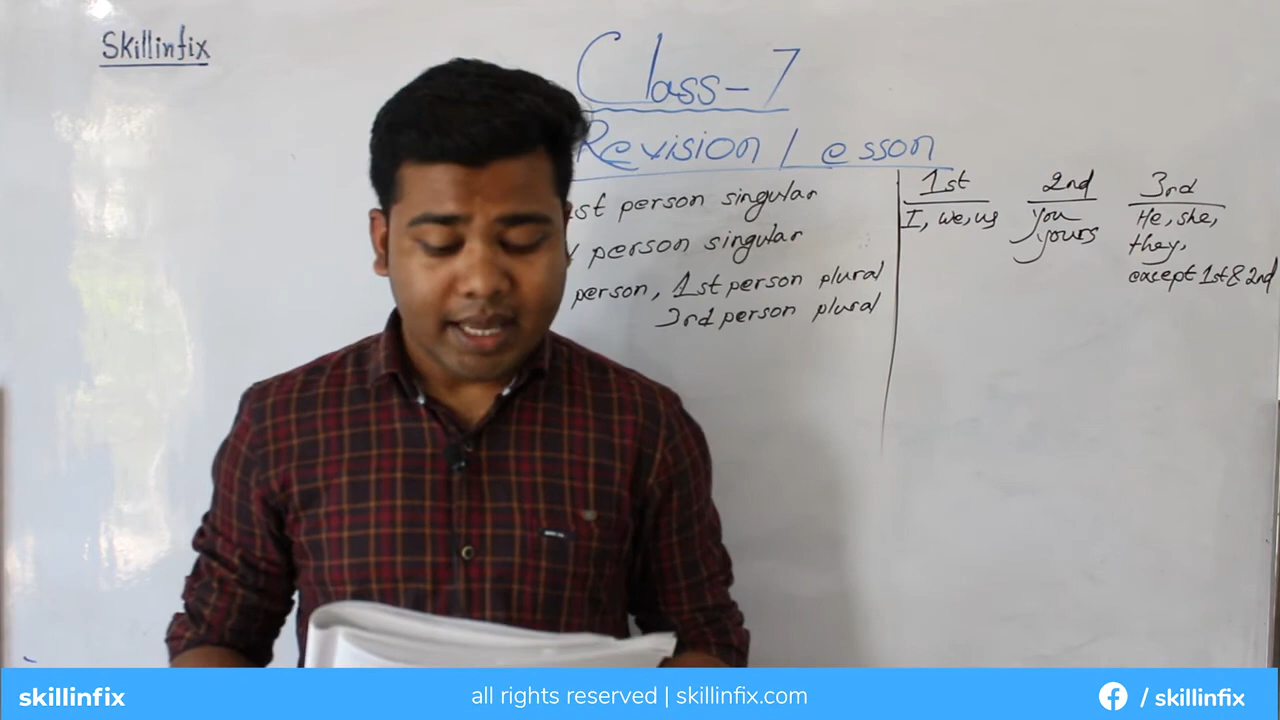 Skillinfix
Class-7
Revision Lesson
1st person singular
person singular
person, 1st person plural
3rd person plural
1st 2nd 3rd
I, we, us
You
yours
He, she,
they,
except 1st & 2nd
skillinfix
all rights reserved | skillinfix.com
/ skillinfix